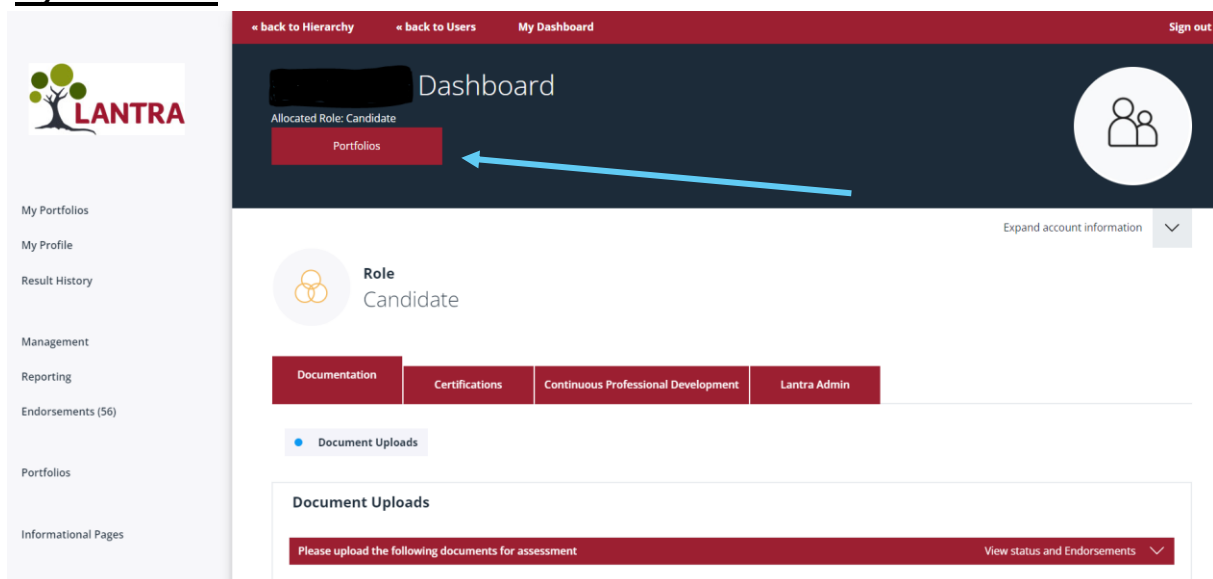 « back to Hierarchy « back to Users My Dashboard Sign out
LANTRA
Dashboard
Allocated Role: Candidate
Portfolios
My Portfolios
My Profile
Result History
Management
Reporting
Endorsements (56)
Portfolios
Informational Pages
Expand account information
Role
Candidate
Documentation Certifications Continuous Professional Development Lantra Admin
Document Uploads
Document Uploads
Please upload the following documents for assessment View status and Endorsements